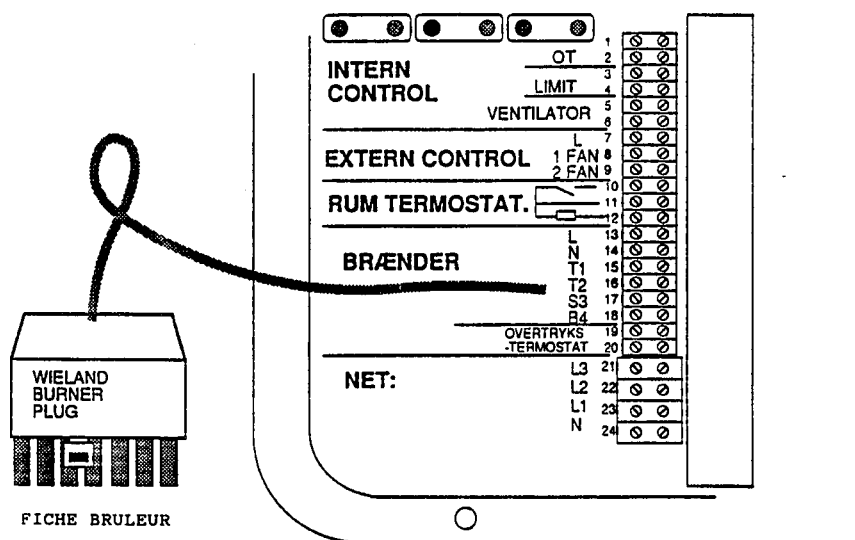 INTERN
CONTROL
1
OT 2
3
LIMIT 4
VENTILATOR 5
6
EXTERN CONTROL
L 7
1 FAN 8
2 FAN 9
RUM TERMOSTAT.
10
11
12
BRÆNDER
L 13
N 14
T1 15
T2 16
S3 17
B4 18
OVERTRYKS 19
-TERMOSTAT 20
NET:
L3 21
L2 22
L1 23
N 24
WIELAND
BURNER
PLUG
FICHE BRULEUR